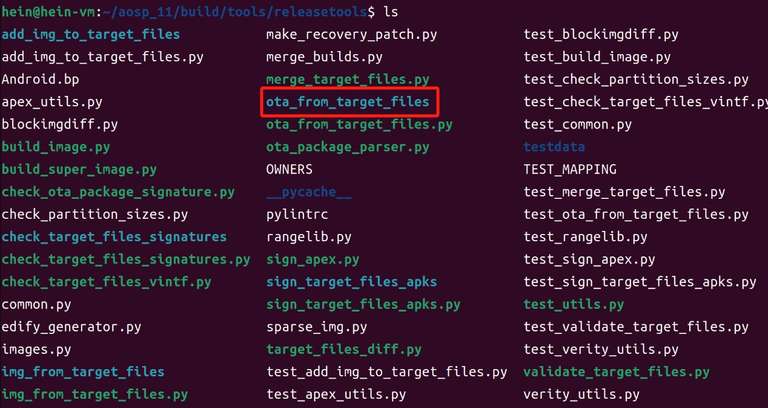 hein@hein-vm:~/aosp_11/build/tools/releasetools$ ls
add_img_to_target_files make_recovery_patch.py test_blockimgdiff.py
add_img_to_target_files.py merge_builds.py test_build_image.py
Android.bp merge_target_files.py test_check_partition_sizes.py
apex_utils.py ota_from_target_files test_check_target_files_vintf.py
blockimgdiff.py ota_from_target_files.py test_common.py
build_image.py ota_package_parser.py testdata
build_super_image.py OWNERS TEST_MAPPING
check_ota_package_signature.py __pycache__ test_merge_target_files.py
check_partition_sizes.py pylintrc test_ota_from_target_files.py
check_target_files_signatures rangelib.py test_rangelib.py
check_target_files_signatures.py sign_apex.py test_sign_apex.py
check_target_files_vintf.py sign_target_files_apks test_sign_target_files_apks.py
common.py sign_target_files_apks.py test_utils.py
edify_generator.py sparse_img.py test_validate_target_files.py
images.py target_files_diff.py test_verity_utils.py
img_from_target_files test_add_img_to_target_files.py validate_target_files.py
img_from_target_files.py test_apex_utils.py verity_utils.py